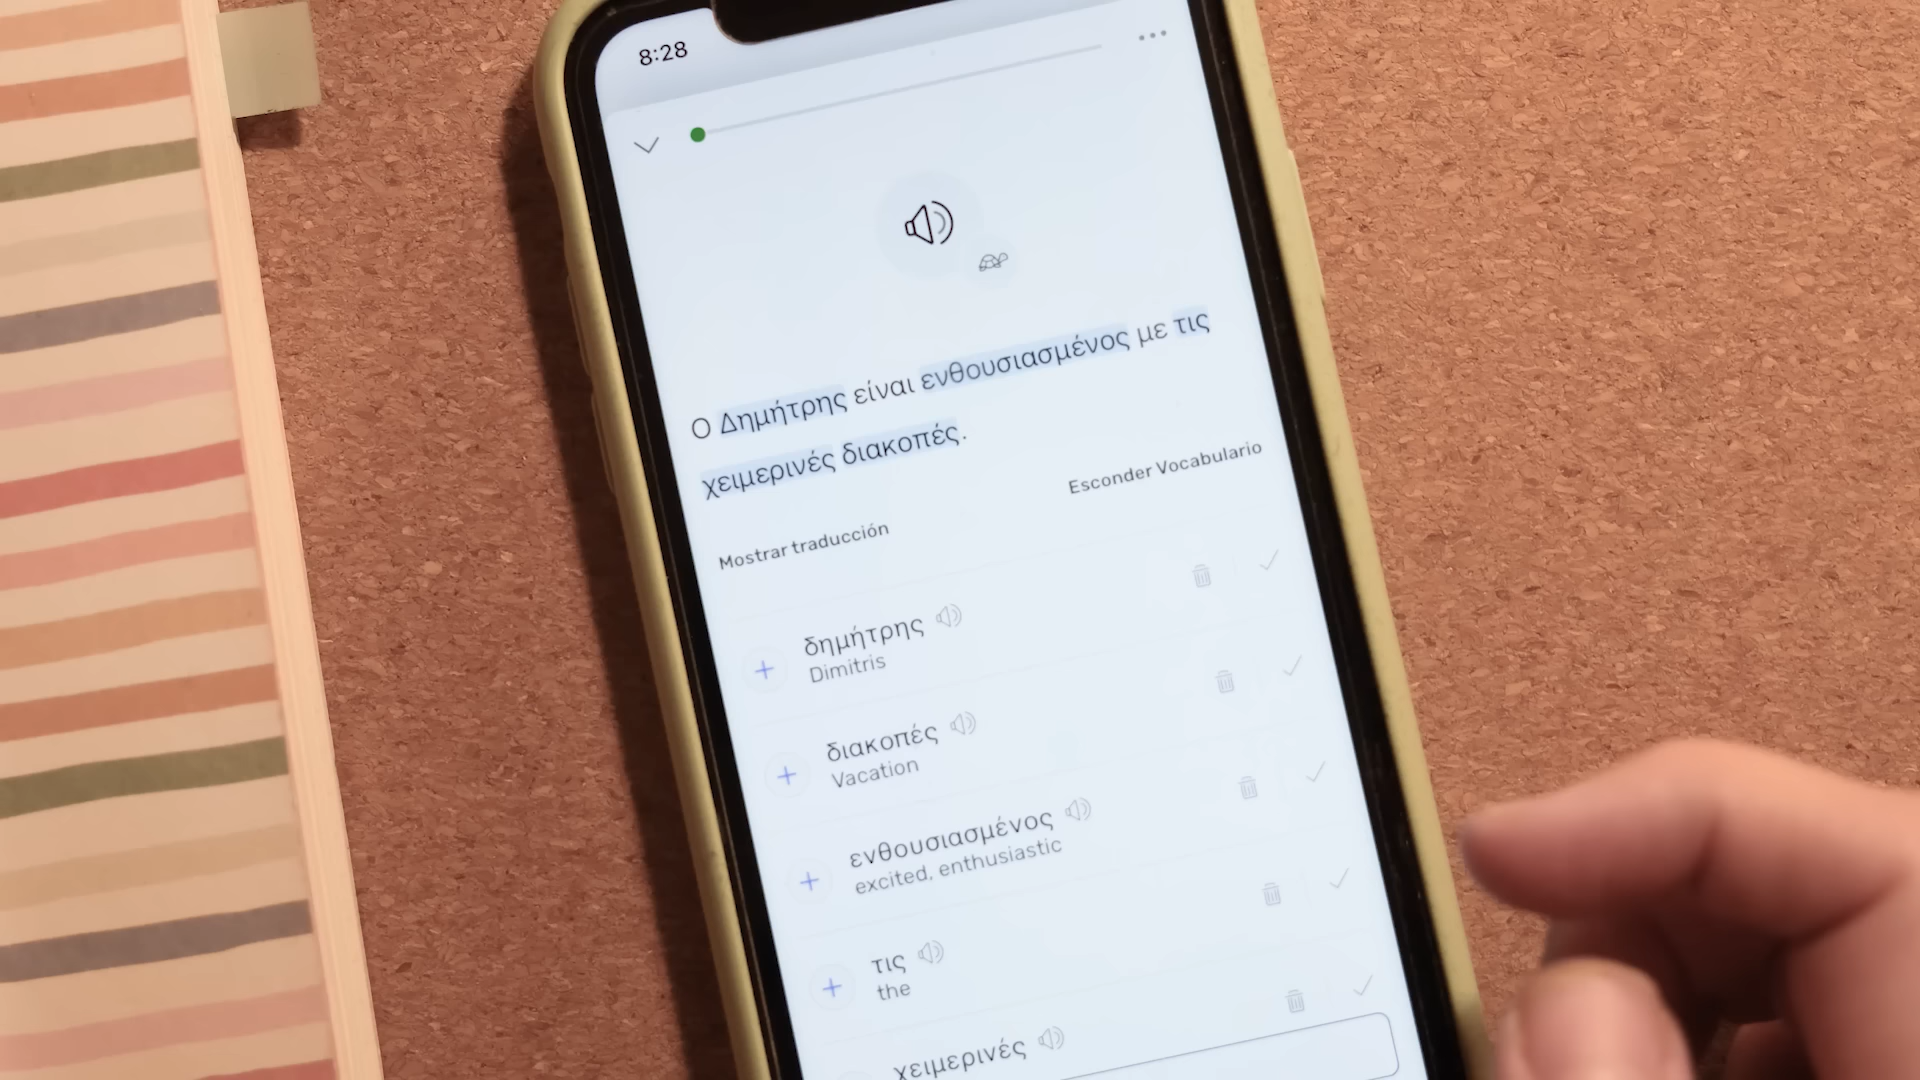 8:28
Ο Δημήτρης είναι ενθουσιασμένος με τις
χειμερινές διακοπές.
Mostrar traducción
Esconder Vocabulario
δημήτρης
Dimitris
διακοπές
Vacation
ενθουσιασμένος
excited, enthusiastic
τις
the
χειμερινές